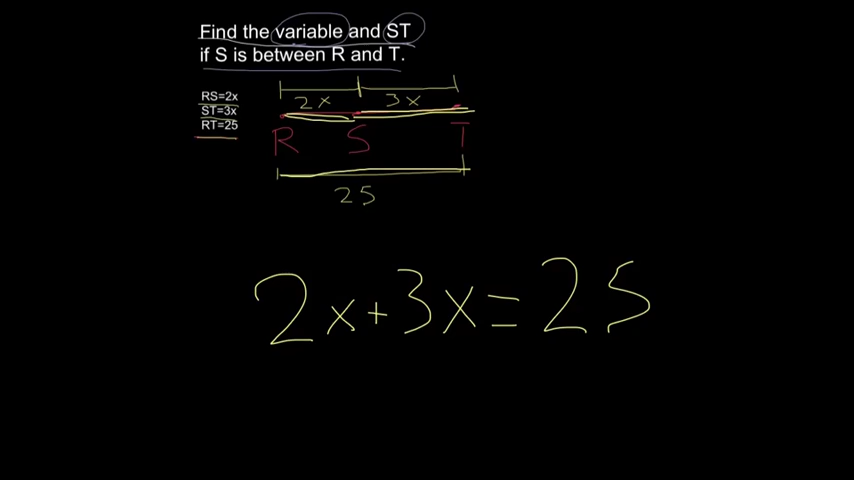 Find the variable and ST
if S is between R and T.
RS=2x
ST=3x
RT=25
2x 3x
R S T
25
2x+3x=25